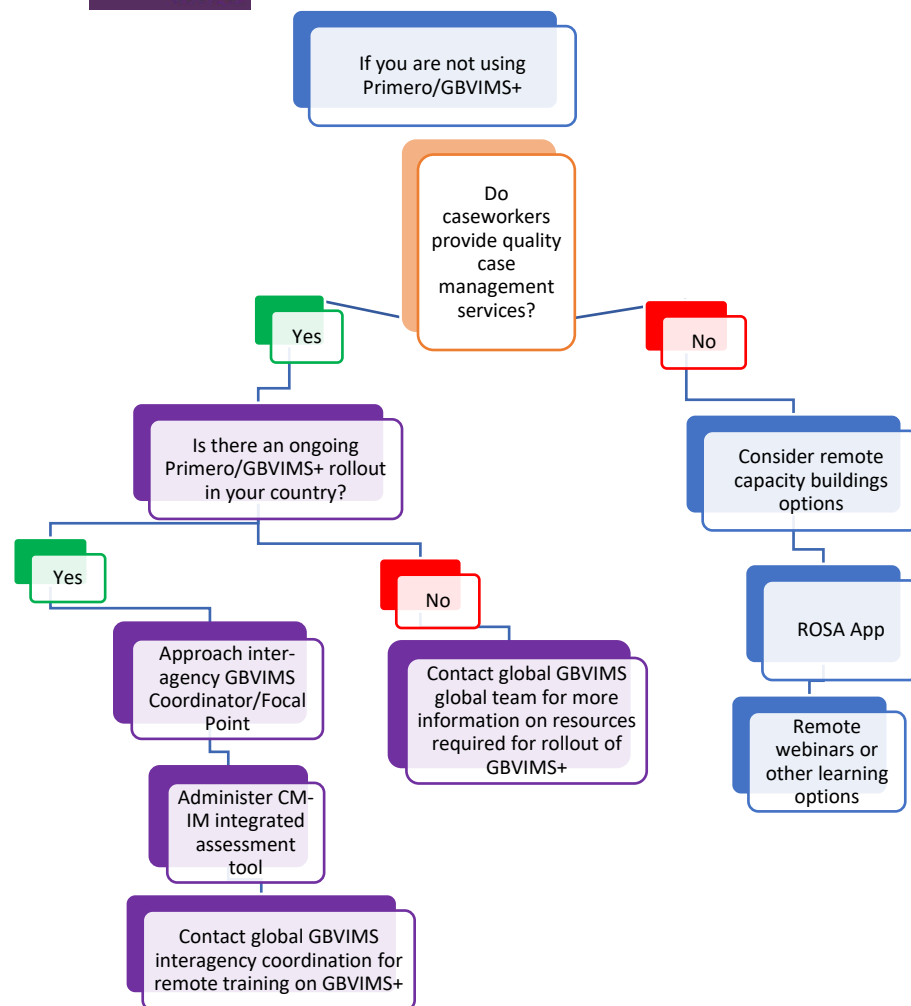 If you are not using
Primero/GBVIMS+
Do
caseworkers
provide quality
case
management
services?
Yes
No
Is there an ongoing
Primero/GBVIMS+ rollout
in your country?
Consider remote
capacity buildings
options
Yes
No
ROSA App
Approach inter-
agency GBVIMS
Coordinator/Focal
Point
Contact global GBVIMS
global team for more
information on resources
required for rollout of
GBVIMS+
Remote
webinars or
other learning
options
Administer CM-
IM integrated
assessment
tool
Contact global GBVIMS
interagency coordination for
remote training on GBVIMS+